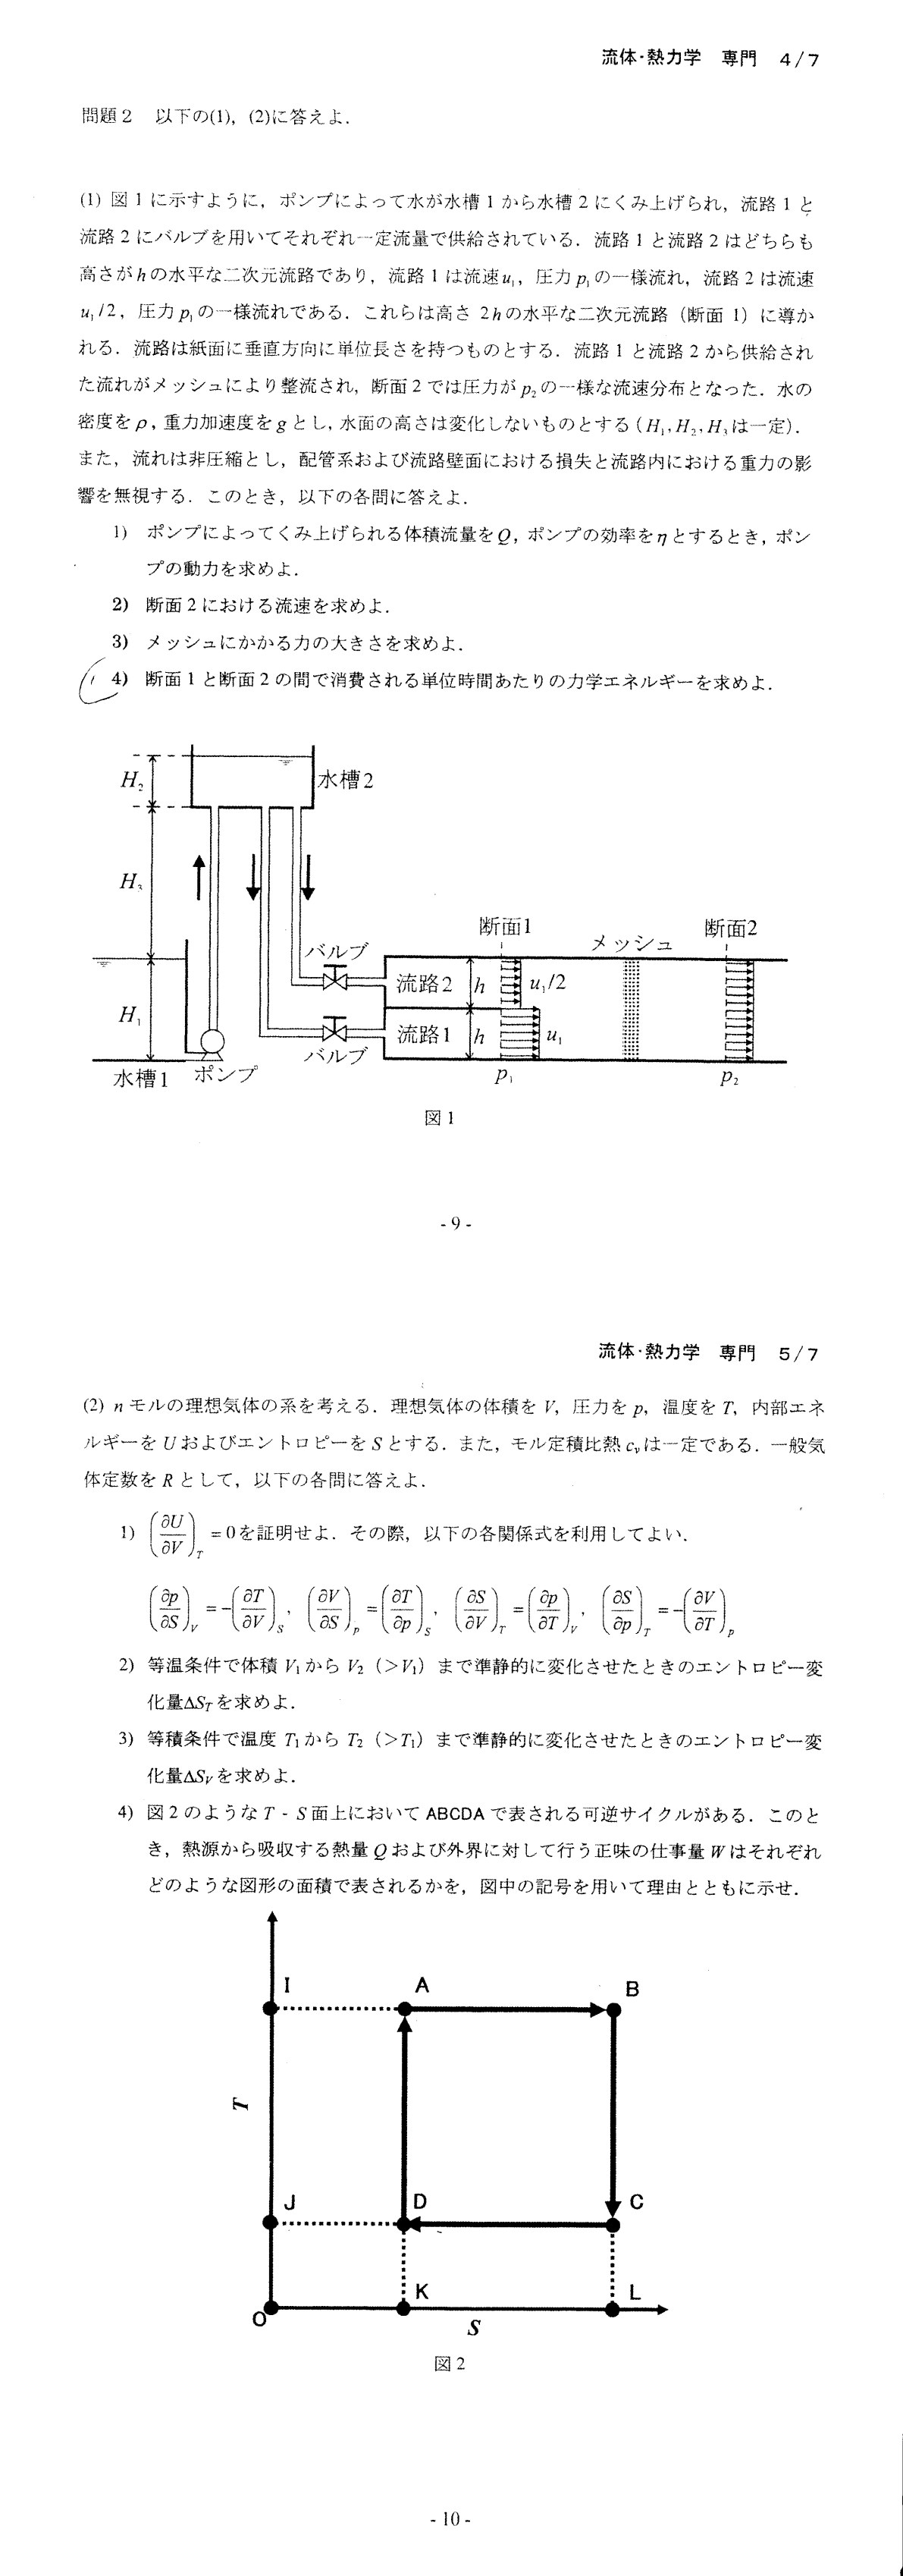 流体·熱力学 専門 4/7
問題2 以下の(1), (2)に答えよ.
(1) 図1に示すように, ポンプによって水が水槽1から水槽2にくみ上げられ, 流路1と
流路2にバルブを用いてそれぞれ一定流量で供給されている. 流路1と流路2はどちらも
高さがhの水平な二次元流路であり, 流路1は流速u₁, 圧力p₁の一様流れ, 流路2は流速
u₁/2, 圧力p₁の一様流れである. これらは高さ2hの水平な二次元流路(断面1)に導か
れる. 流路は紙面に垂直方向に単位長さを持つものとする. 流路1と流路2から供給され
た流れがメッシュにより整流され, 断面2では圧力がp₂の一様な流速分布となった. 水の
密度をρ, 重力加速度をgとし, 水面の高さは変化しないものとする(H₁, H₂, H₃は一定).
また, 流れは非圧縮とし, 配管系および流路壁面における損失と流路内における重力の影
響を無視する. このとき, 以下の各問に答えよ.
1) ポンプによってくみ上げられる体積流量をQ, ポンプの効率をηとするとき, ポン
プの動力を求めよ.
2) 断面2における流速を求めよ.
3) メッシュにかかる力の大きさを求めよ.
4) 断面1と断面2の間で消費される単位時間あたりの力学エネルギーを求めよ.
H₂
水槽2
H₃
断面1
メッシュ
断面2
バルブ
流路2
h
u₁/2
H₁
流路1
h
u₁
バルブ
水槽1
ポンプ
p₁
p₂
図1
- 9 -
流体·熱力学 専門 5/7
(2) nモルの理想気体の系を考える. 理想気体の体積をV, 圧力をp, 温度をT, 内部エネ
ルギーをUおよびエントロピーをSとする. また, モル定積比熱cᵥは一定である. 一般気
体定数をRとして, 以下の各問に答えよ.
1) (∂U/∂V)_T = 0を証明せよ. その際, 以下の各関係式を利用してよい.
(∂p/∂S)_V = -(∂T/∂V)_S, (∂V/∂S)_p = (∂T/∂p)_S, (∂S/∂V)_T = (∂p/∂T)_V, (∂S/∂p)_T = -(∂V/∂T)_p
2) 等温条件で体積V₁からV₂(>V₁)まで準静的に変化させたときのエントロピー変
化量ΔS_Tを求めよ.
3) 等積条件で温度T₁からT₂(>T₁)まで準静的に変化させたときのエントロピー変
化量ΔS_Vを求めよ.
4) 図2のようなT - S面上においてABCDAで表される可逆サイクルがある. このと
き, 熱源から吸収する熱量Qおよび外界に対して行う正味の仕事量Wはそれぞれ
どのような図形の面積で表されるかを, 図中の記号を用いて理由とともに示せ.
I
A
B
T
J
D
C
K
L
O
S
図2
- 10 -